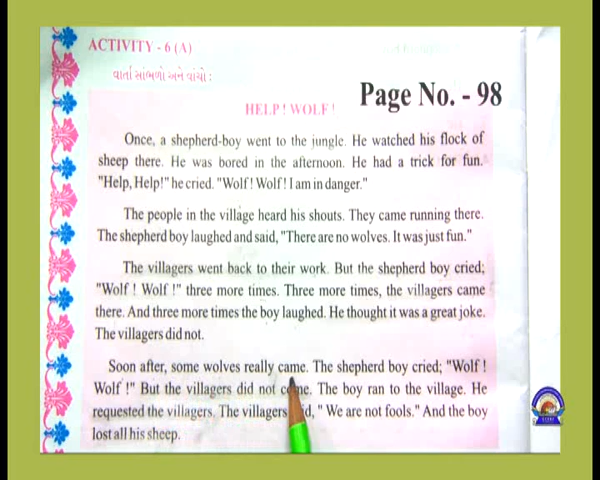 ACTIVITY - 6 (A)
વાર્તા સાંભળો અને વાંચો :
Page No. - 98
HELP! WOLF!
Once, a shepherd-boy went to the jungle. He watched his flock of
sheep there. He was bored in the afternoon. He had a trick for fun.
"Help, Help!" he cried. "Wolf! Wolf! I am in danger."
The people in the village heard his shouts. They came running there.
The shepherd boy laughed and said, "There are no wolves. It was just fun."
The villagers went back to their work. But the shepherd boy cried;
"Wolf ! Wolf !" three more times. Three more times, the villagers came
there. And three more times the boy laughed. He thought it was a great joke.
The villagers did not.
Soon after, some wolves really came. The shepherd boy cried; "Wolf !
Wolf !" But the villagers did not come. The boy ran to the village. He
requested the villagers. The villagers " We are not fools." And the boy
lost all his sheep.